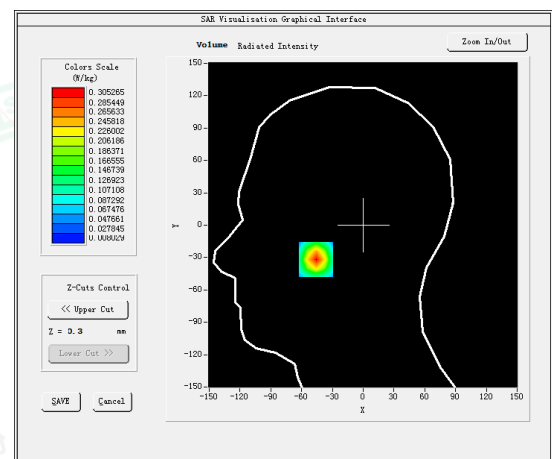 SAR Visualisation Graphical Interface
Volume Radiated Intensity
Zoom In/Out
Colors Scale
(W/kg)
0.305265
0.285449
0.265633
0.245818
0.226002
0.206186
0.186371
0.166555
0.146739
0.126923
0.107108
0.087292
0.067476
0.047661
0.027845
0.008029
Z-Cuts Control
<< Upper Cut
Z = 0.3 mm
Lower Cut >>
SAVE Cancel
150
120
90
60
30
0
-30
-60
-90
-120
-150
Y
-150 -120 -90 -60 -30 0 30 60 90 120 150
X